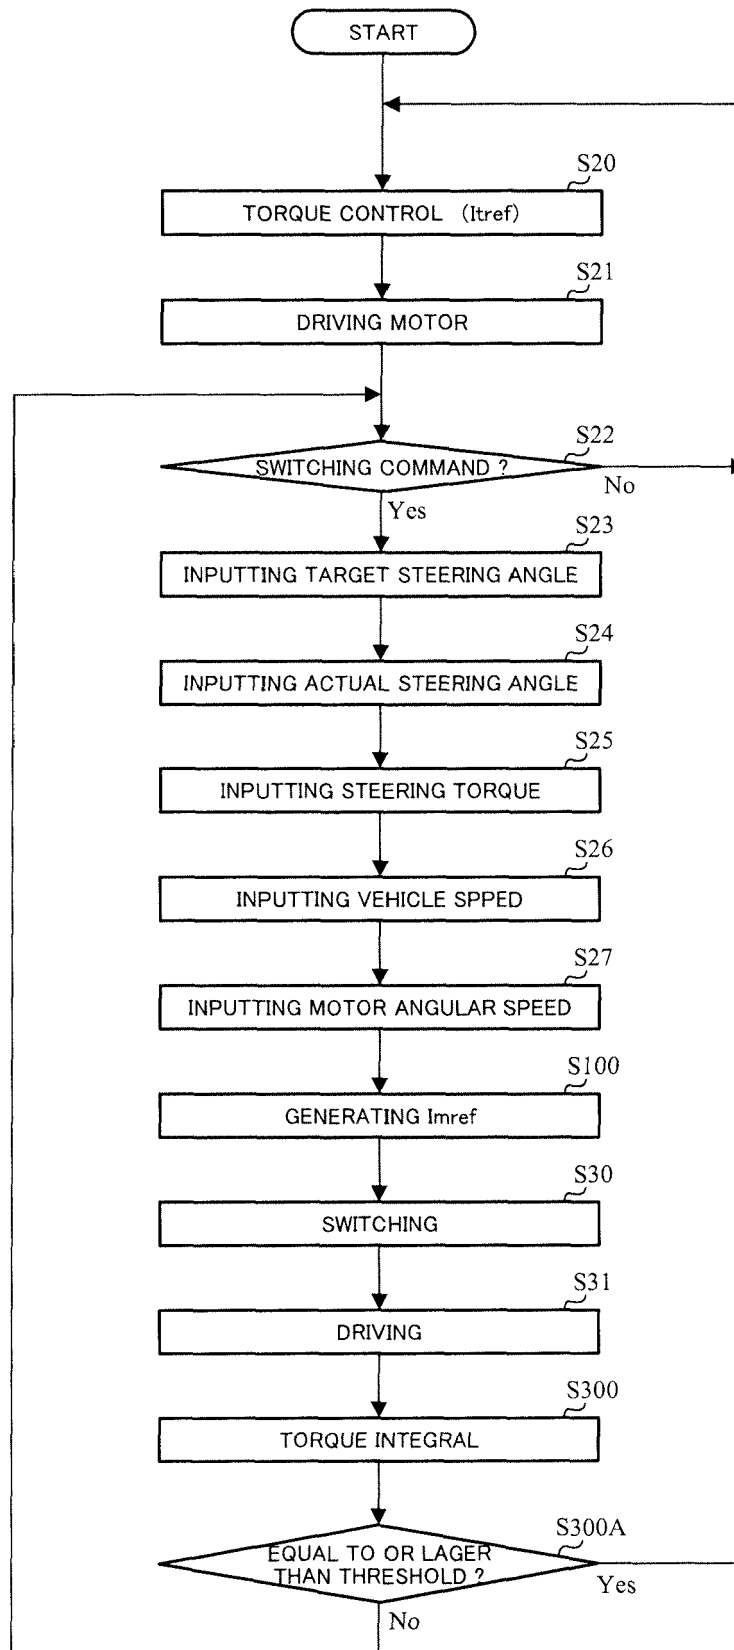 START
S20
TORQUE CONTROL (Itref)
S21
DRIVING MOTOR
S22
SWITCHING COMMAND ?
No
Yes
S23
INPUTTING TARGET STEERING ANGLE
S24
INPUTTING ACTUAL STEERING ANGLE
S25
INPUTTING STEERING TORQUE
S26
INPUTTING VEHICLE SPPED
S27
INPUTTING MOTOR ANGULAR SPEED
S100
GENERATING Imref
S30
SWITCHING
S31
DRIVING
S300
TORQUE INTEGRAL
S300A
EQUAL TO OR LAGER
THAN THRESHOLD ?
Yes
No